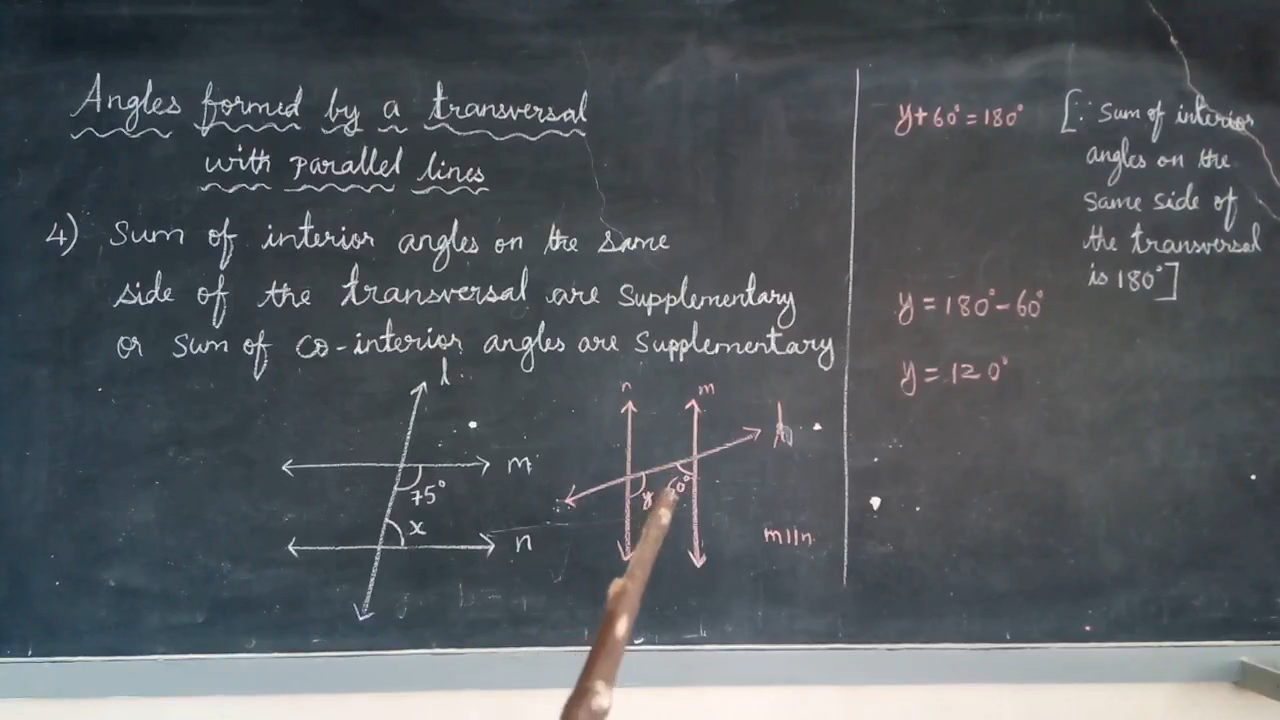 Angles formed by a transversal
with parallel lines
4) Sum of interior angles on the same
side of the transversal are Supplementary
or Sum of co-interior angles are Supplementary
l
m
75°
x
n
n
m
y
60°
m||n
y+60°=180° [∵ Sum of interior
angles on the
Same side of
the transversal
is 180°]
y=180°-60°
y=120°